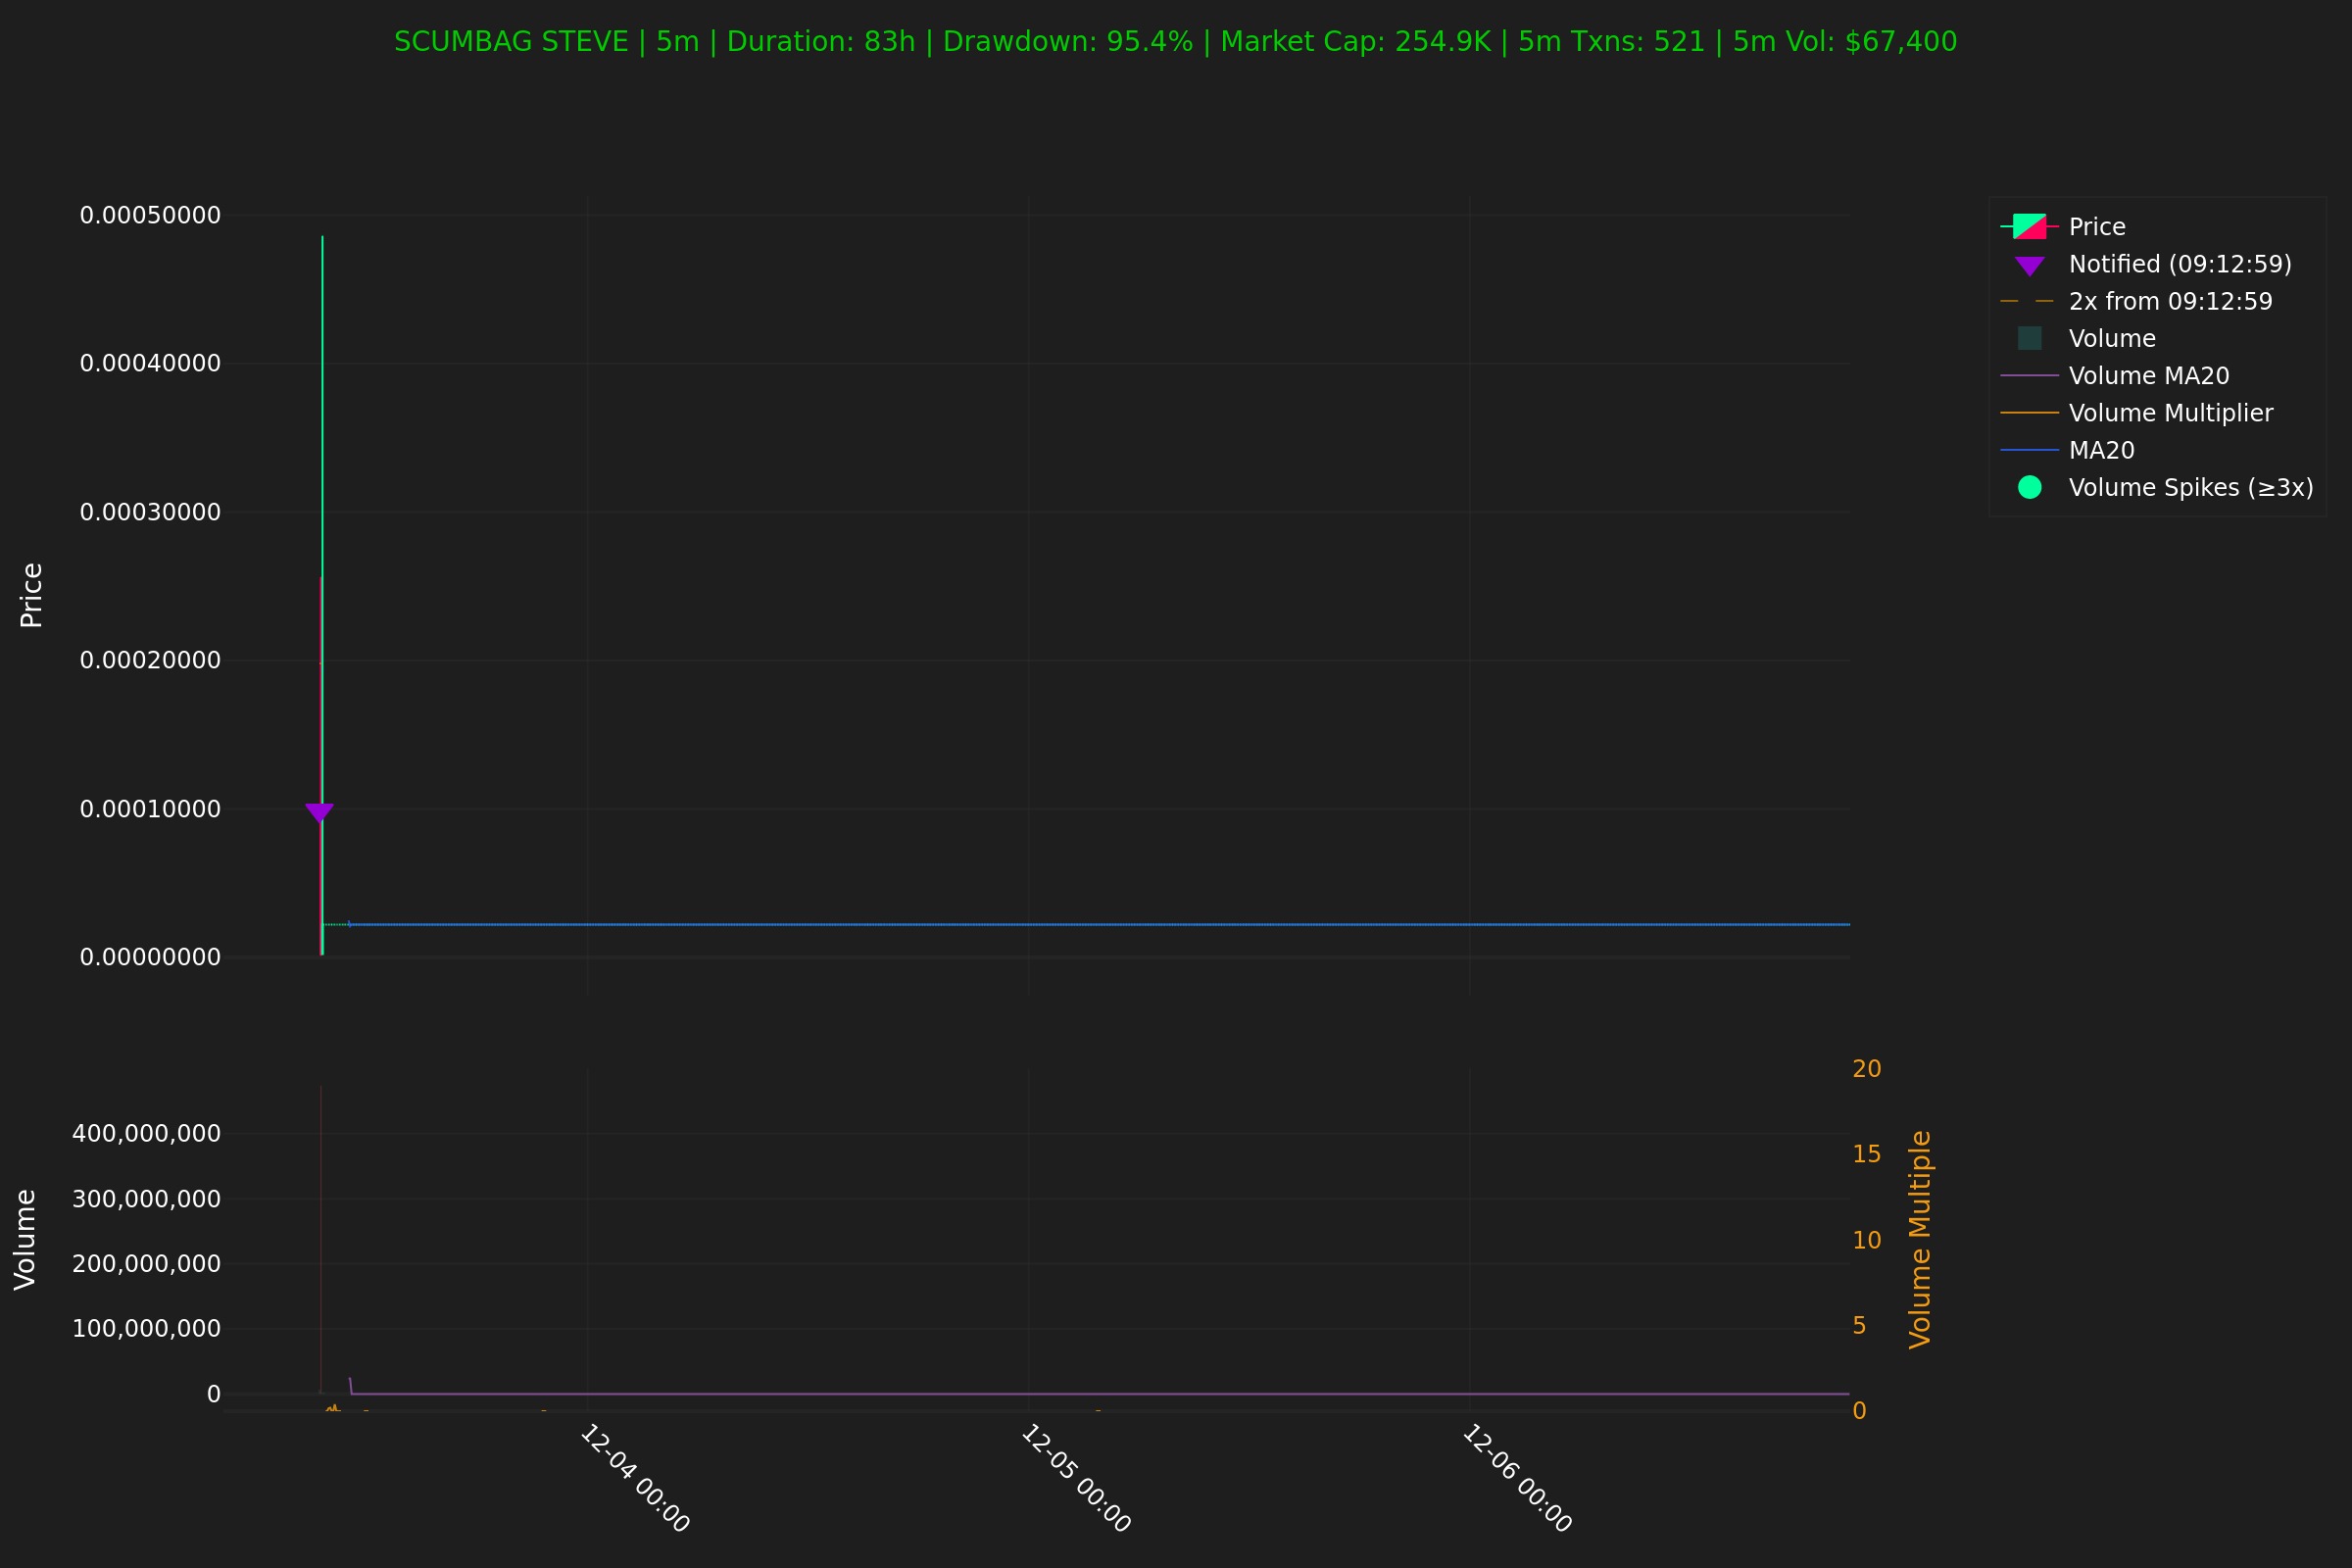 SCUMBAG STEVE | 5m | Duration: 83h | Drawdown: 95.4% | Market Cap: 254.9K | 5m Txns: 521 | 5m Vol: $67,400
0.00050000
0.00040000
0.00030000
0.00020000
0.00010000
0.00000000
Price
Price
Notified (09:12:59)
2x from 09:12:59
Volume
Volume MA20
Volume Multiplier
MA20
Volume Spikes (≥3x)
400,000,000
300,000,000
200,000,000
100,000,000
0
Volume
20
15
10
5
0
Volume Multiple
12-04 00:00
12-05 00:00
12-06 00:00